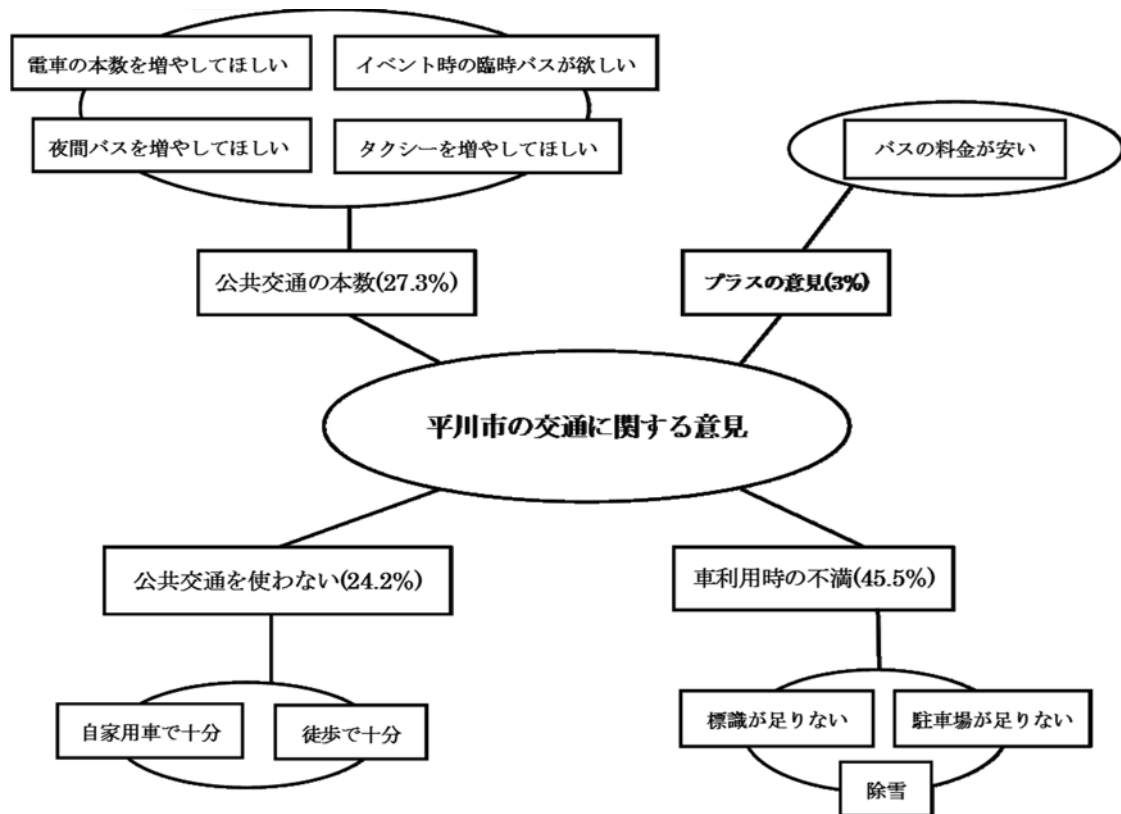 電車の本数を増やしてほしい
イベント時の臨時バスが欲しい
夜間バスを増やしてほしい
タクシーを増やしてほしい
バスの料金が安い
公共交通の本数(27.3%)
プラスの意見(3%)
平川市の交通に関する意見
公共交通を使わない(24.2%)
車利用時の不満(45.5%)
自家用車で十分
徒歩で十分
標識が足りない
駐車場が足りない
除雪